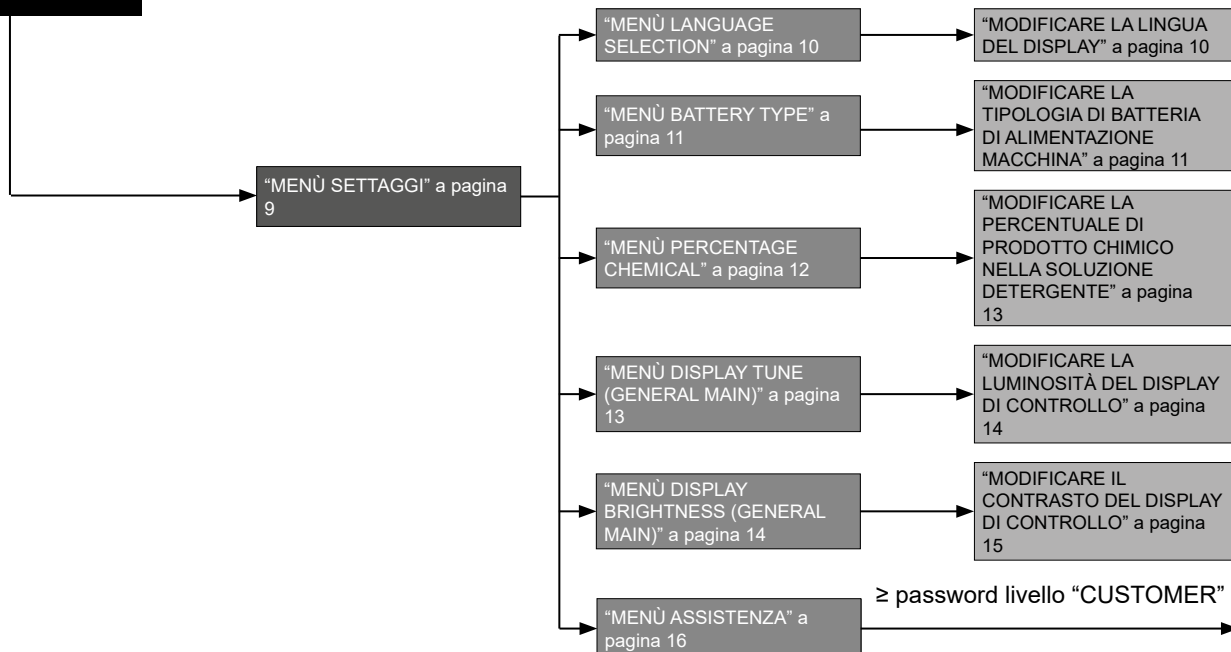 “MENÙ SETTAGGI” a pagina
9
“MENÙ LANGUAGE
SELECTION” a pagina 10
“MODIFICARE LA LINGUA
DEL DISPLAY” a pagina 10
“MENÙ BATTERY TYPE” a
pagina 11
“MODIFICARE LA
TIPOLOGIA DI BATTERIA
DI ALIMENTAZIONE
MACCHINA” a pagina 11
“MENÙ PERCENTAGE
CHEMICAL” a pagina 12
“MODIFICARE LA
PERCENTUALE DI
PRODOTTO CHIMICO
NELLA SOLUZIONE
DETERGENTE” a pagina
13
“MENÙ DISPLAY TUNE
(GENERAL MAIN)” a pagina
13
“MODIFICARE LA
LUMINOSITÀ DEL DISPLAY
DI CONTROLLO” a pagina
14
“MENÙ DISPLAY
BRIGHTNESS (GENERAL
MAIN)” a pagina 14
“MODIFICARE IL
CONTRASTO DEL DISPLAY
DI CONTROLLO” a pagina
15
“MENÙ ASSISTENZA” a
pagina 16
≥ password livello “CUSTOMER”